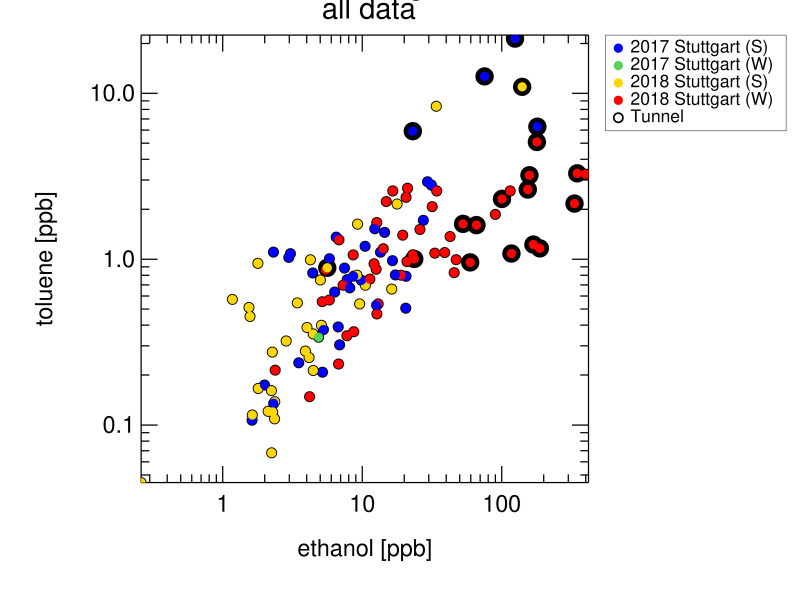 all data
2017 Stuttgart (S)
2017 Stuttgart (W)
2018 Stuttgart (S)
2018 Stuttgart (W)
Tunnel
toluene [ppb]
10.0
1.0
0.1
1
10
100
ethanol [ppb]